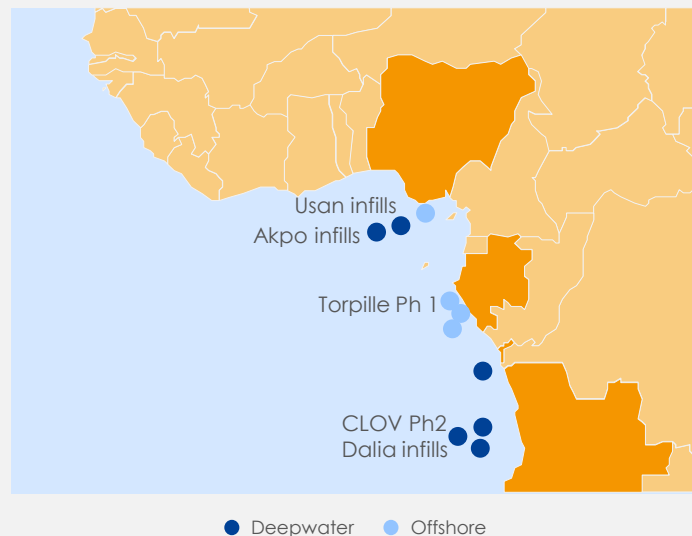 Usan infills
Akpo infills
Torpille Ph 1
CLOV Ph2
Dalia infills
Deepwater Offshore